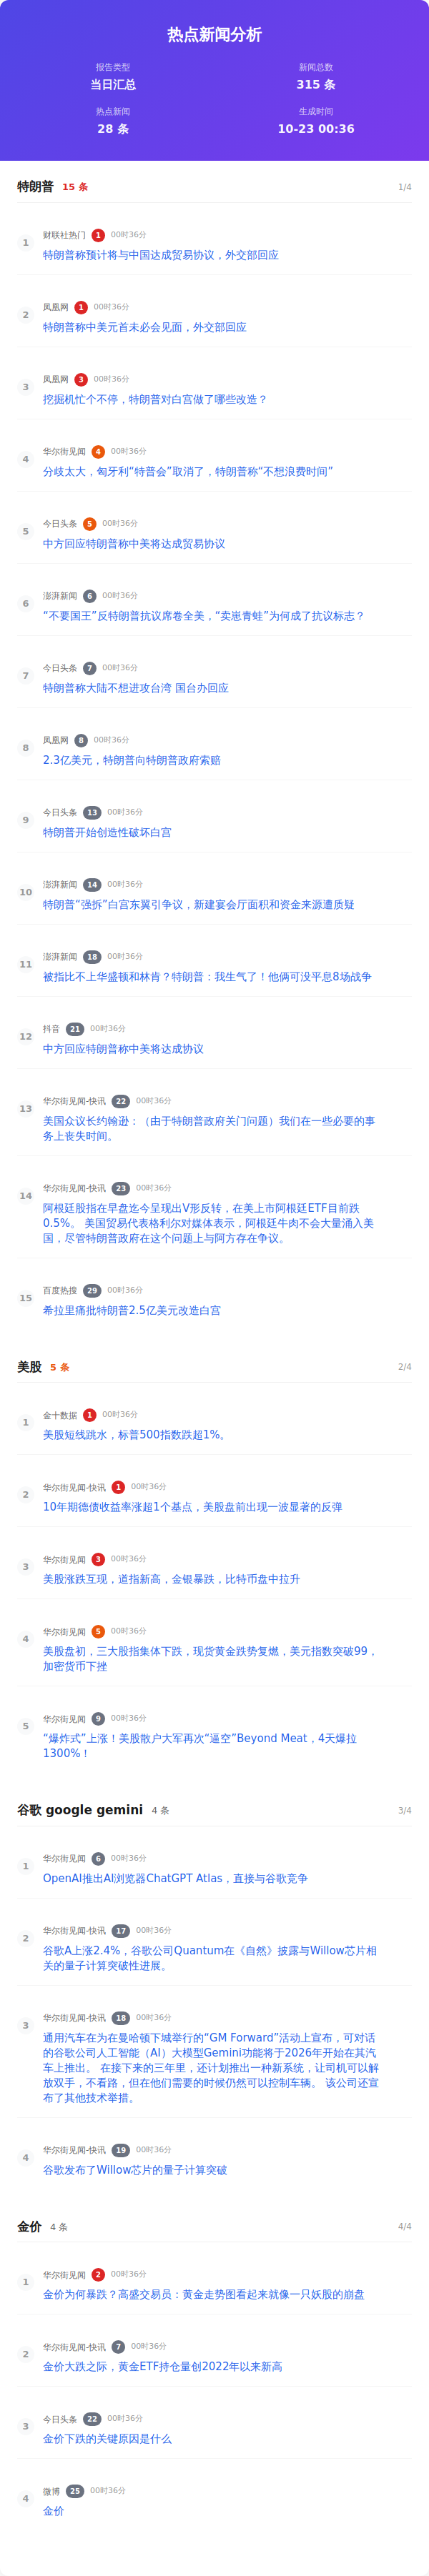 热点新闻分析
报告类型
新闻总数
当日汇总
315 条
热点新闻
生成时间
28 条
10-23 00:36
特朗普 15 条 1/4
1
财联社热门 1 00时36分
特朗普称预计将与中国达成贸易协议，外交部回应
2
凤凰网 1 00时36分
特朗普称中美元首未必会见面，外交部回应
3
凤凰网 3 00时36分
挖掘机忙个不停，特朗普对白宫做了哪些改造？
4
华尔街见闻 4 00时36分
分歧太大，匈牙利“特普会”取消了，特朗普称“不想浪费时间”
5
今日头条 5 00时36分
中方回应特朗普称中美将达成贸易协议
6
澎湃新闻 6 00时36分
“不要国王”反特朗普抗议席卷全美，“卖崽青蛙”为何成了抗议标志？
7
今日头条 7 00时36分
特朗普称大陆不想进攻台湾 国台办回应
8
凤凰网 8 00时36分
2.3亿美元，特朗普向特朗普政府索赔
9
今日头条 13 00时36分
特朗普开始创造性破坏白宫
10
澎湃新闻 14 00时36分
特朗普“强拆”白宫东翼引争议，新建宴会厅面积和资金来源遭质疑
11
澎湃新闻 18 00时36分
被指比不上华盛顿和林肯？特朗普：我生气了！他俩可没平息8场战争
12
抖音 21 00时36分
中方回应特朗普称中美将达成协议
13
华尔街见闻-快讯 22 00时36分
美国众议长约翰逊：（由于特朗普政府关门问题）我们在一些必要的事
务上丧失时间。
14
华尔街见闻-快讯 23 00时36分
阿根廷股指在早盘迄今呈现出V形反转，在美上市阿根廷ETF目前跌
0.5%。 美国贸易代表格利尔对媒体表示，阿根廷牛肉不会大量涌入美
国，尽管特朗普政府在这个问题上与阿方存在争议。
15
百度热搜 29 00时36分
希拉里痛批特朗普2.5亿美元改造白宫
美股 5 条 2/4
1
金十数据 1 00时36分
美股短线跳水，标普500指数跌超1%。
2
华尔街见闻-快讯 1 00时36分
10年期德债收益率涨超1个基点，美股盘前出现一波显著的反弹
3
华尔街见闻 3 00时36分
美股涨跌互现，道指新高，金银暴跌，比特币盘中拉升
4
华尔街见闻 5 00时36分
美股盘初，三大股指集体下跌，现货黄金跌势复燃，美元指数突破99，
加密货币下挫
5
华尔街见闻 9 00时36分
“爆炸式”上涨！美股散户大军再次“逼空”Beyond Meat，4天爆拉
1300%！
谷歌 google gemini 4 条 3/4
1
华尔街见闻 6 00时36分
OpenAI推出AI浏览器ChatGPT Atlas，直接与谷歌竞争
2
华尔街见闻-快讯 17 00时36分
谷歌A上涨2.4%，谷歌公司Quantum在《自然》披露与Willow芯片相
关的量子计算突破性进展。
3
华尔街见闻-快讯 18 00时36分
通用汽车在为在曼哈顿下城举行的“GM Forward”活动上宣布，可对话
的谷歌公司人工智能（AI）大模型Gemini功能将于2026年开始在其汽
车上推出。 在接下来的三年里，还计划推出一种新系统，让司机可以解
放双手，不看路，但在他们需要的时候仍然可以控制车辆。 该公司还宣
布了其他技术举措。
4
华尔街见闻-快讯 19 00时36分
谷歌发布了Willow芯片的量子计算突破
金价 4 条 4/4
1
华尔街见闻 2 00时36分
金价为何暴跌？高盛交易员：黄金走势图看起来就像一只妖股的崩盘
2
华尔街见闻-快讯 7 00时36分
金价大跌之际，黄金ETF持仓量创2022年以来新高
3
今日头条 22 00时36分
金价下跌的关键原因是什么
4
微博 25 00时36分
金价